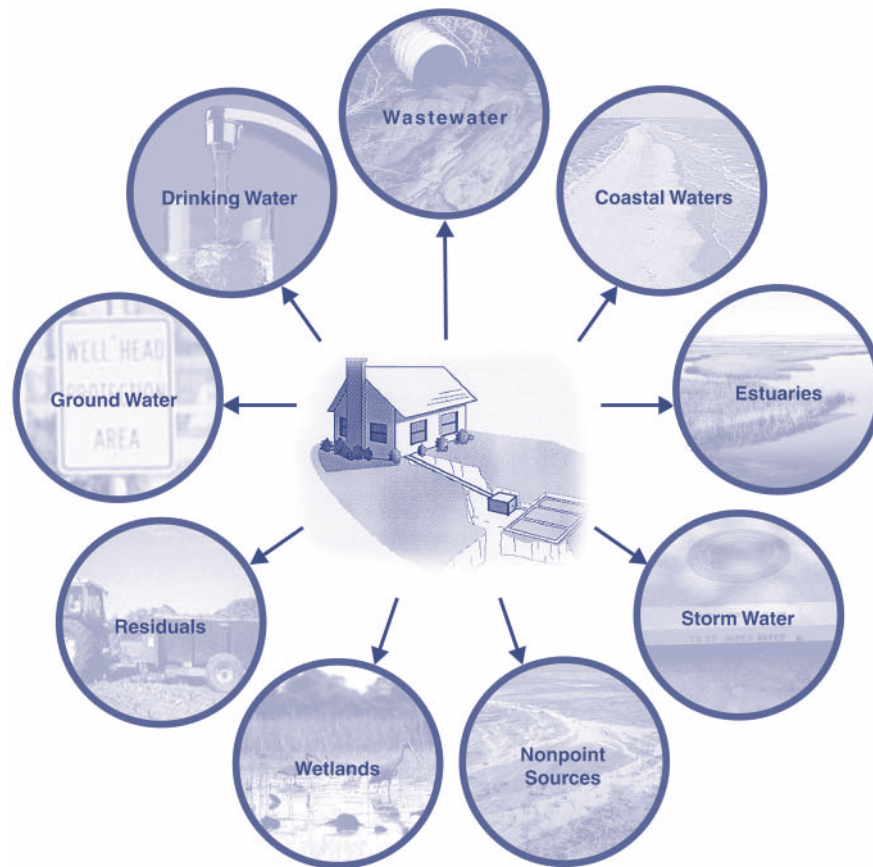 Wastewater
Drinking Water
Coastal Waters
WELL HEAD
PROTECTION
AREA
Ground Water
Estuaries
Residuals
Storm Water
Wetlands
Nonpoint
Sources